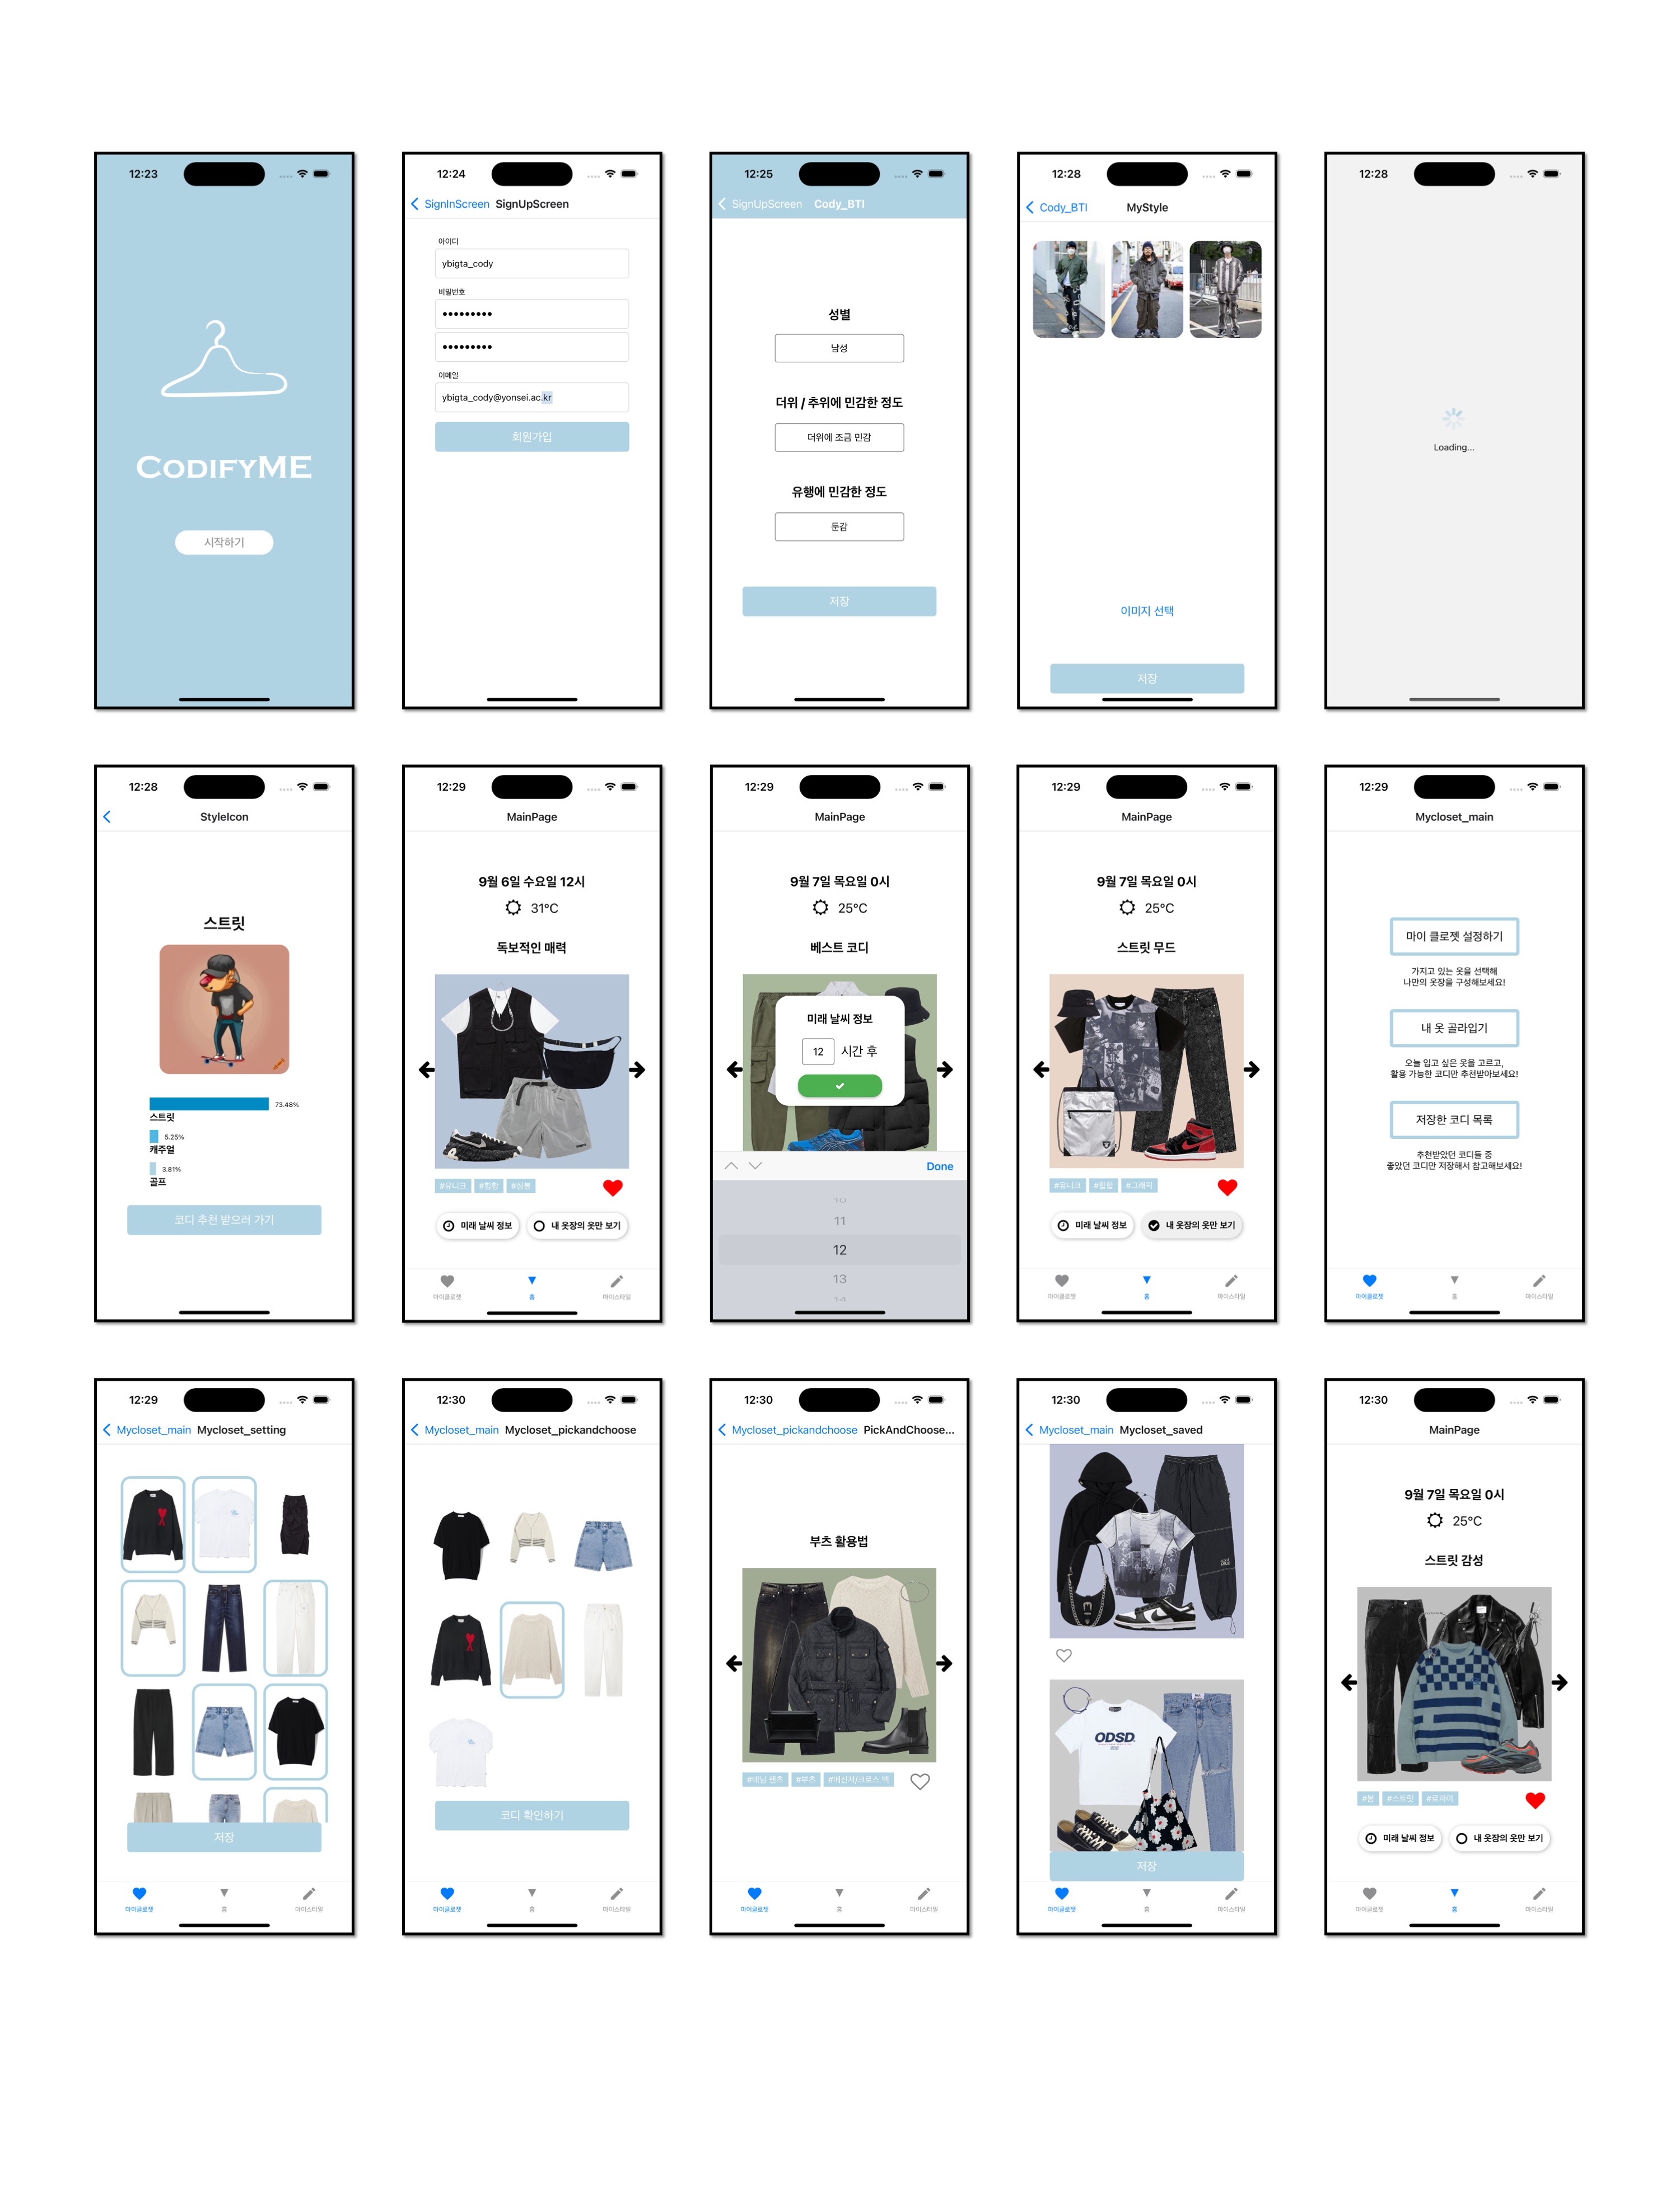 12:23
CODIFYME
시작하기
12:24
SignInScreen SignUpScreen
아이디
ybigta_cody
비밀번호
•••••••••
•••••••••
이메일
ybigta_cody@yonsei.ac.kr
회원가입
12:25
SignUpScreen Cody_BTI
성별
남성
더위 / 추위에 민감한 정도
더위에 조금 민감
유행에 민감한 정도
둔감
저장
12:28
Cody_BTI MyStyle
이미지 선택
저장
12:28
Loading...
12:28
StyleIcon
스트릿
73.48%
스트릿
5.25%
캐주얼
3.81%
골프
코디 추천 받으러 가기
12:29
MainPage
9월 6일 수요일 12시
31°C
독보적인 매력
#유니크 #힙합 #심볼
미래 날씨 정보 내 옷장의 옷만 보기
마이클로젯 홈 마이스타일
12:29
MainPage
9월 7일 목요일 0시
25°C
베스트 코디
미래 날씨 정보
12 시간 후
Done
10
11
12
13
14
12:29
MainPage
9월 7일 목요일 0시
25°C
스트릿 무드
#유니크 #힙합 #그래픽
미래 날씨 정보 내 옷장의 옷만 보기
마이클로젯 홈 마이스타일
12:29
Mycloset_main
마이 클로젯 설정하기
가지고 있는 옷을 선택해
나만의 옷장을 구성해보세요!
내 옷 골라입기
오늘 입고 싶은 옷을 고르고,
활용 가능한 코디만 추천받아보세요!
저장한 코디 목록
추천받았던 코디들 중
좋았던 코디만 저장해서 참고해보세요!
마이클로젯 홈 마이스타일
12:29
Mycloset_main Mycloset_setting
저장
마이클로젯 홈 마이스타일
12:30
Mycloset_main Mycloset_pickandchoose
코디 확인하기
마이클로젯 홈 마이스타일
12:30
Mycloset_pickandchoose PickAndChoose...
부츠 활용법
#데님 팬츠 #부츠 #메신저/크로스 백
마이클로젯 홈 마이스타일
12:30
Mycloset_main Mycloset_saved
ODSD
저장
마이클로젯 홈 마이스타일
12:30
MainPage
9월 7일 목요일 0시
25°C
스트릿 감성
#봄 #스트릿 #로파이
미래 날씨 정보 내 옷장의 옷만 보기
마이클로젯 홈 마이스타일